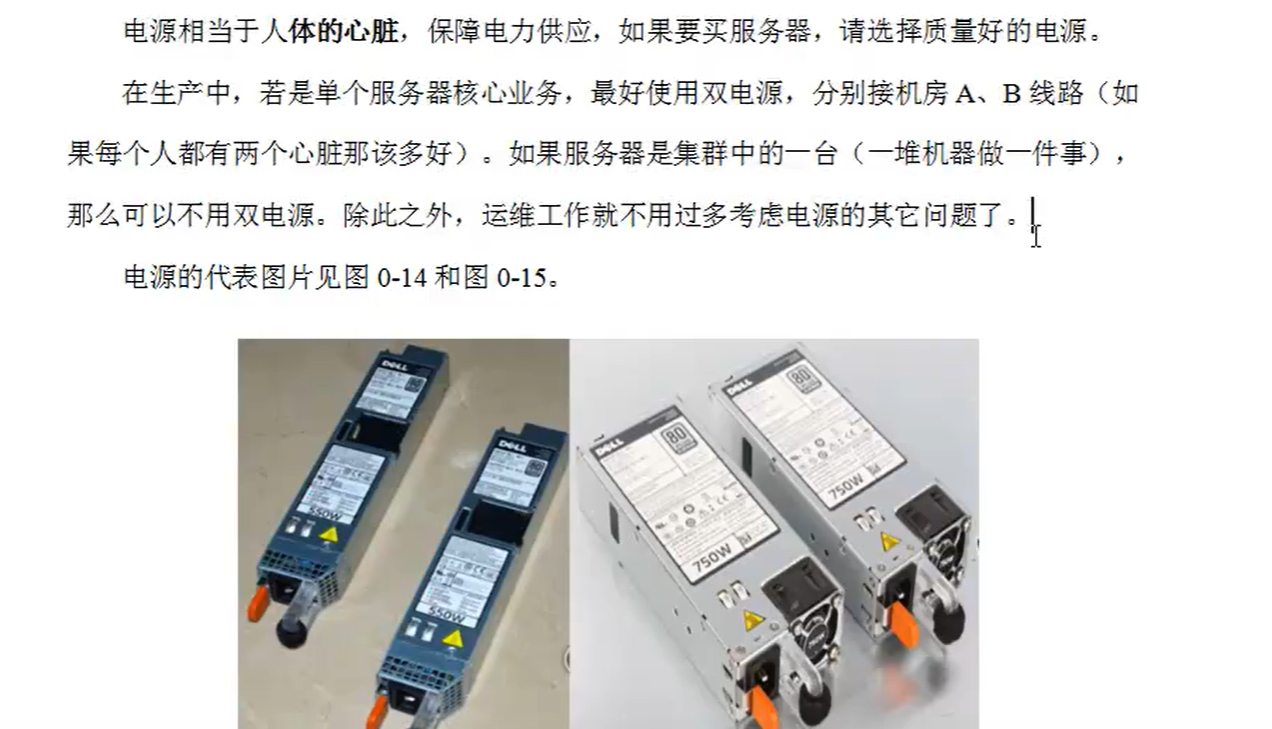 电源相当于人体的心脏，保障电力供应，如果要买服务器，请选择质量好的电源。
在生产中，若是单个服务器核心业务，最好使用双电源，分别接机房 A、B 线路（如
果每个人都有两个心脏那该多好）。如果服务器是集群中的一台（一堆机器做一件事），
那么可以不用双电源。除此之外，运维工作就不用过多考虑电源的其它问题了。
电源的代表图片见图 0-14 和图 0-15。
DELL
80
550W
DELL
80
550W
DELL
80
750W
DELL
80
750W